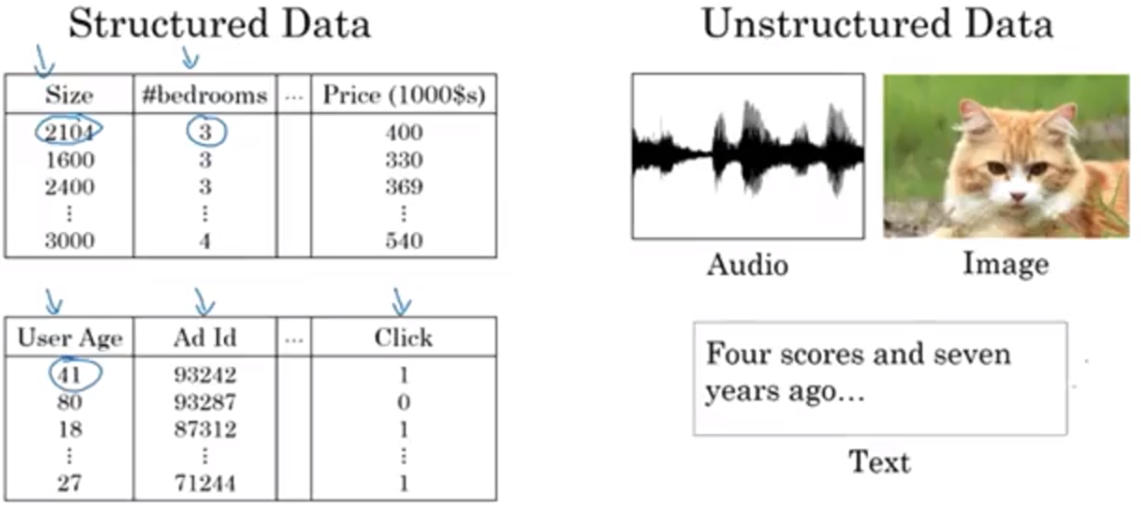 Structured Data
Size #bedrooms ... Price (1000$s)
2104 3 400
1600 3 330
2400 3 369
⋮ ⋮ ⋮
3000 4 540
User Age Ad Id ... Click
41 93242 1
80 93287 0
18 87312 1
⋮ ⋮ ⋮
27 71244 1
Unstructured Data
Audio Image
Four scores and seven
years ago...
Text